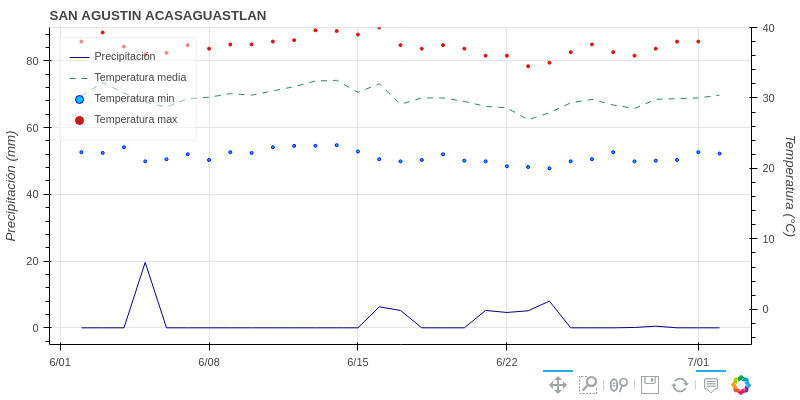 SAN AGUSTIN ACASAGUASTLAN
Precipitación
Temperatura media
Temperatura min
Temperatura max
Precipitación (mm)
80
60
40
20
0
Temperatura (°C)
40
30
20
10
0
6/01
6/08
6/15
6/22
7/01